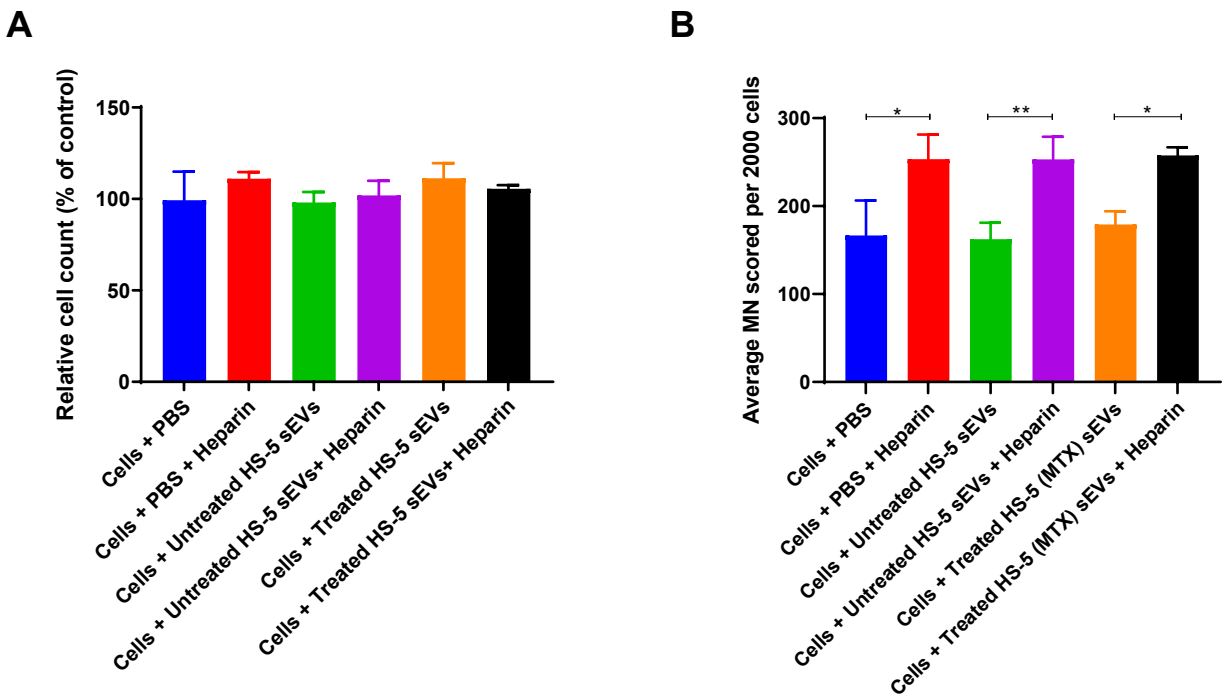 A
Relative cell count (% of control)
150
100
50
0
Cells + PBS
Cells + PBS + Heparin
Cells + Untreated HS-5 sEVs
Cells + Untreated HS-5 sEVs+ Heparin
Cells + Treated HS-5 sEVs
Cells + Treated HS-5 sEVs+ Heparin
B
Average MN scored per 2000 cells
300
200
100
0
*
**
*
Cells + PBS
Cells + PBS + Heparin
Cells + Untreated HS-5 sEVs
Cells + Untreated HS-5 sEVs + Heparin
Cells + Treated HS-5 (MTX) sEVs
Cells + Treated HS-5 (MTX) sEVs + Heparin